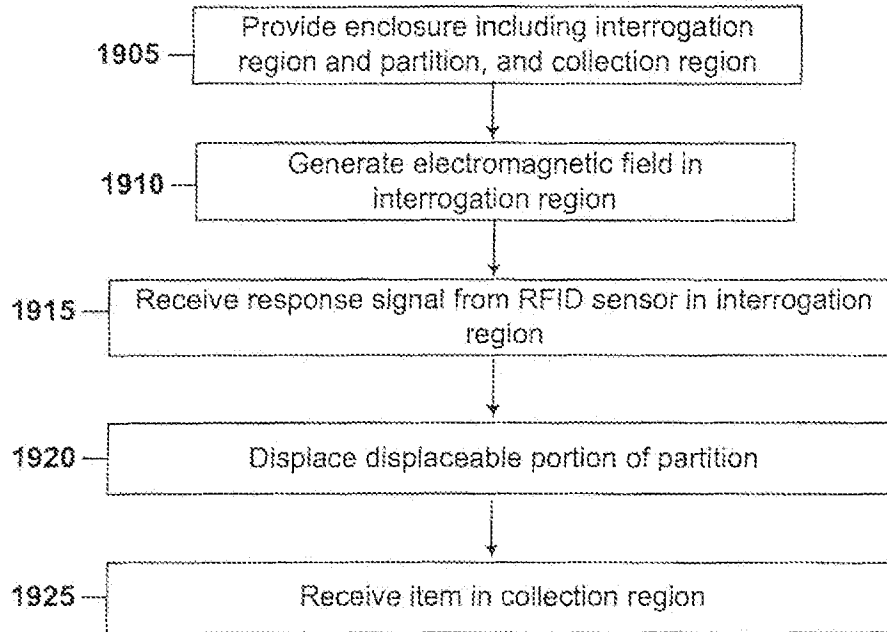 Provide enclosure including interrogation
1905
region and partition, and collection region
Generate electromagnetic field in
1910
interrogation region
1915
Receive response signal from RFID sensor in interrogation
region
1920
Displace displaceable portion of partition
1925
Receive item in collection region